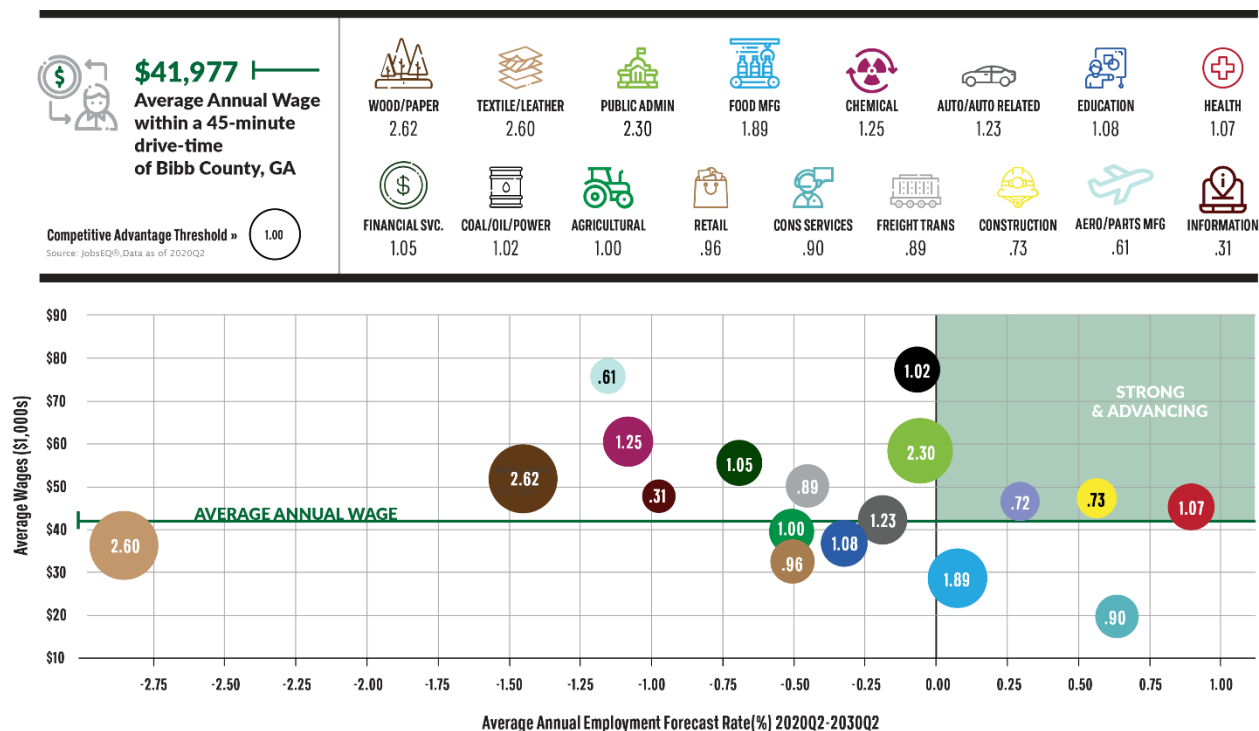 $41,977
Average Annual Wage
within a 45-minute
drive-time
of Bibb County, GA
Competitive Advantage Threshold »
1.00
Source: JobsEQ®,Data as of 2020Q2
WOOD/PAPER
2.62
TEXTILE/LEATHER
2.60
PUBLIC ADMIN
2.30
FOOD MFG
1.89
CHEMICAL
1.25
AUTO/AUTO RELATED
1.23
EDUCATION
1.08
HEALTH
1.07
FINANCIAL SVC.
1.05
COAL/OIL/POWER
1.02
AGRICULTURAL
1.00
RETAIL
.96
CONS SERVICES
.90
FREIGHT TRANS
.89
CONSTRUCTION
.73
AERO/PARTS MFG
.61
INFORMATION
.31
Average Wages ($1,000s)
$90
$80
$70
$60
$50
$40
$30
$20
$10
STRONG
& ADVANCING
AVERAGE ANNUAL WAGE
.61
1.02
1.25
2.30
1.05
2.62
.31
.89
.72
.73
1.07
1.23
1.00
2.60
1.08
.96
1.89
.90
-2.75
-2.50
-2.25
-2.00
-1.75
-1.50
-1.25
-1.00
-0.75
-0.50
-0.25
0.00
0.25
0.50
0.75
1.00
Average Annual Employment Forecast Rate(%) 2020Q2-2030Q2